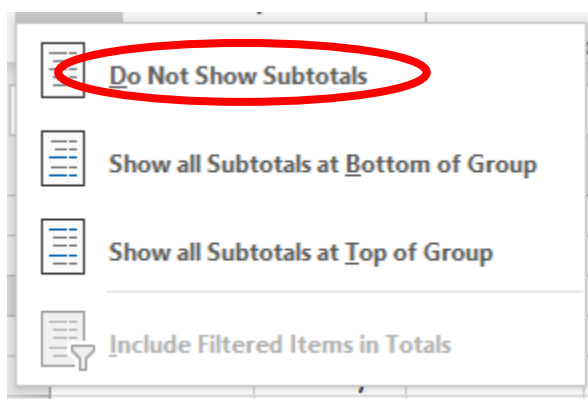 Do Not Show Subtotals
Show all Subtotals at Bottom of Group
Show all Subtotals at Top of Group
Include Filtered Items in Totals